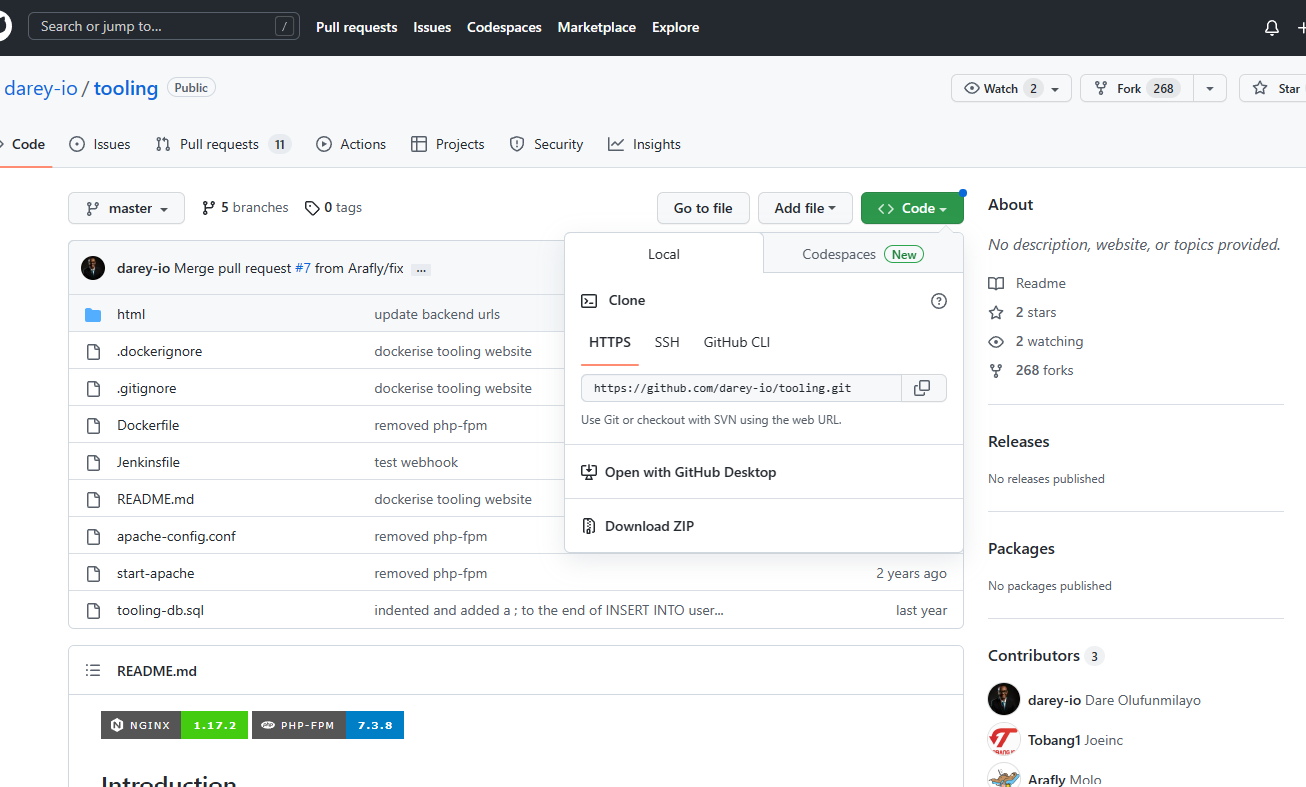 Search or jump to... /
Pull requests Issues Codespaces Marketplace Explore
darey-io / tooling Public
Watch 2 Fork 268 Star
Code Issues Pull requests 11 Actions Projects Security Insights
master 5 branches 0 tags
Go to file Add file Code
darey-io Merge pull request #7 from Arafly/fix ...
html update backend urls
.dockerignore dockerise tooling website
.gitignore dockerise tooling website
Dockerfile removed php-fpm
Jenkinsfile test webhook
README.md dockerise tooling website
apache-config.conf removed php-fpm
start-apache removed php-fpm 2 years ago
tooling-db.sql indented and added a ; to the end of INSERT INTO user... last year
Local Codespaces New
Clone
HTTPS SSH GitHub CLI
https://github.com/darey-io/tooling.git
Use Git or checkout with SVN using the web URL.
Open with GitHub Desktop
Download ZIP
README.md
NGINX 1.17.2 PHP-FPM 7.3.8
Introduction
About
No description, website, or topics provided.
Readme
2 stars
2 watching
268 forks
Releases
No releases published
Packages
No packages published
Contributors 3
darey-io Dare Olufunmilayo
Tobang1 Joeinc
Arafly Molo